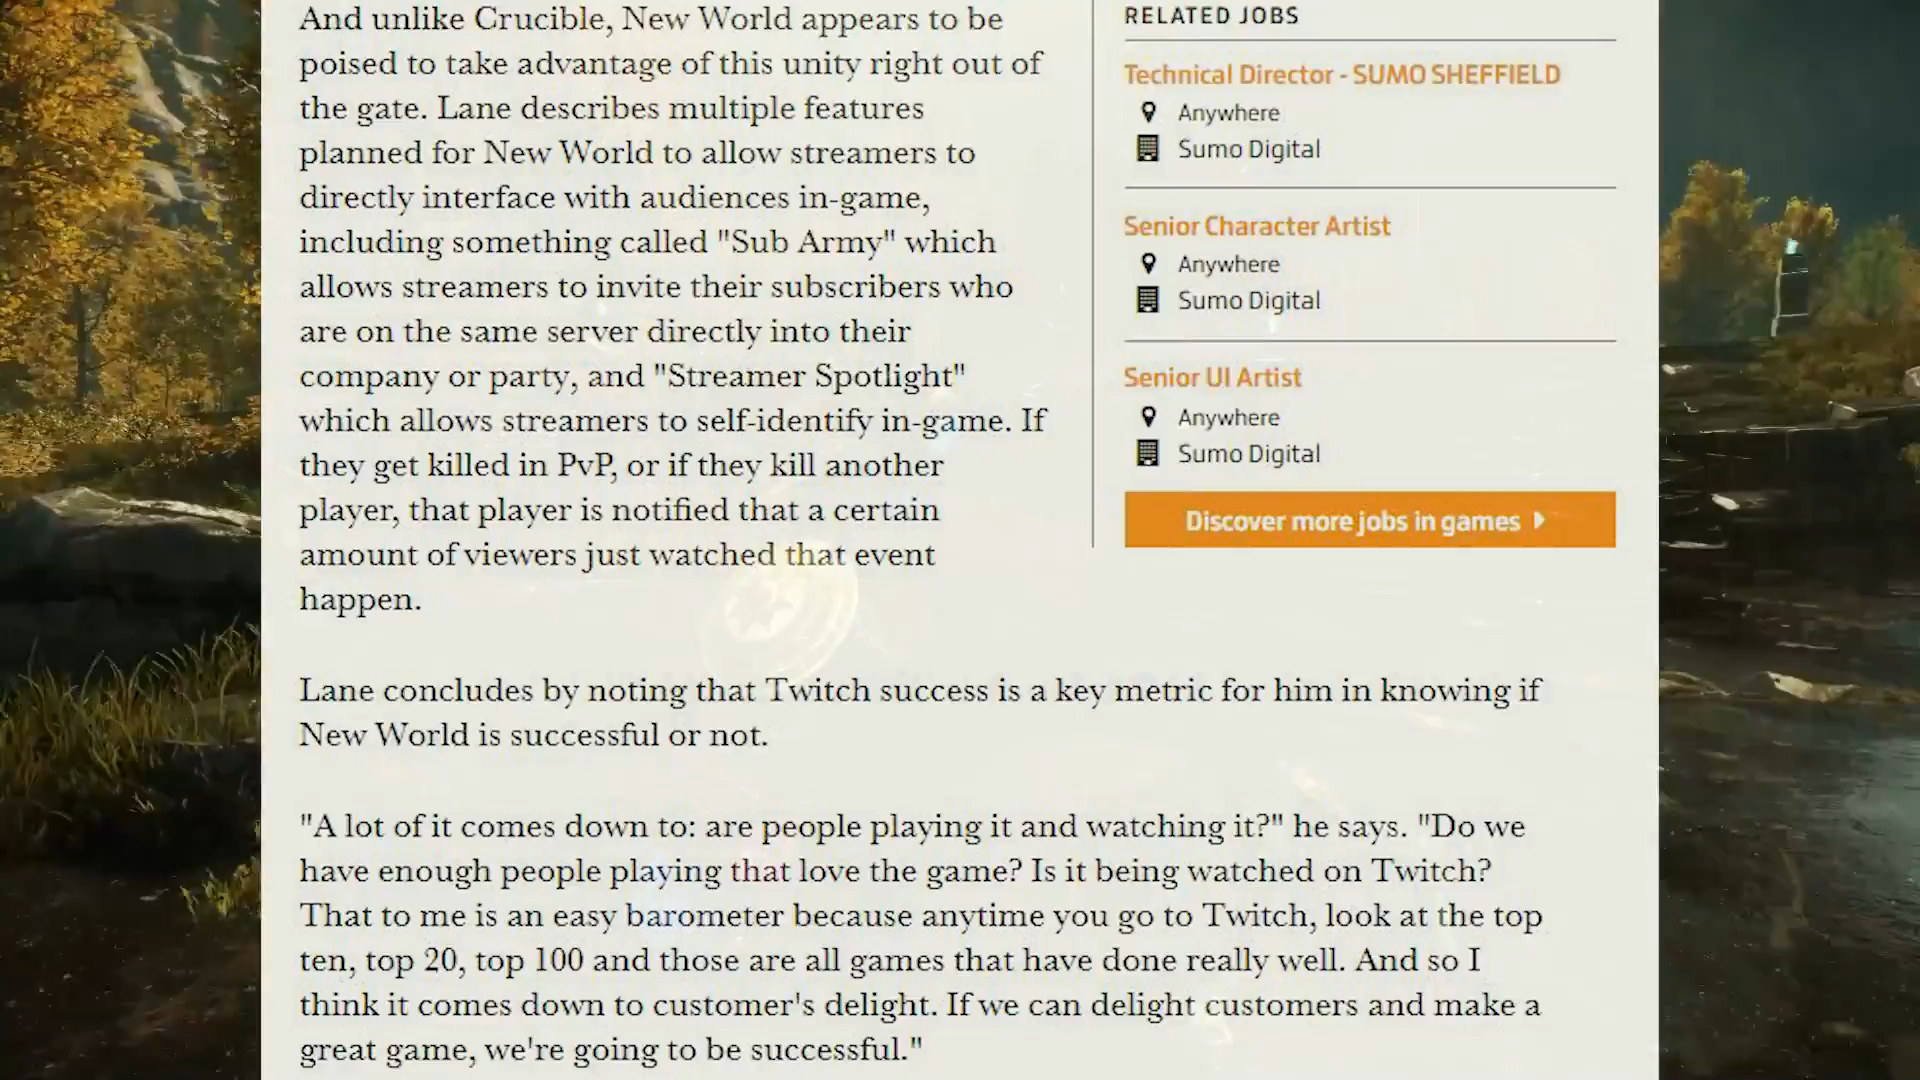 And unlike Crucible, New World appears to be
poised to take advantage of this unity right out of
the gate. Lane describes multiple features
planned for New World to allow streamers to
directly interface with audiences in-game,
including something called "Sub Army" which
allows streamers to invite their subscribers who
are on the same server directly into their
company or party, and "Streamer Spotlight"
which allows streamers to self-identify in-game. If
they get killed in PvP, or if they kill another
player, that player is notified that a certain
amount of viewers just watched that event
happen.
Lane concludes by noting that Twitch success is a key metric for him in knowing if
New World is successful or not.
"A lot of it comes down to: are people playing it and watching it?" he says. "Do we
have enough people playing that love the game? Is it being watched on Twitch?
That to me is an easy barometer because anytime you go to Twitch, look at the top
ten, top 20, top 100 and those are all games that have done really well. And so I
think it comes down to customer's delight. If we can delight customers and make a
great game, we're going to be successful."
RELATED JOBS
Technical Director - SUMO SHEFFIELD
Anywhere
Sumo Digital
Senior Character Artist
Anywhere
Sumo Digital
Senior UI Artist
Anywhere
Sumo Digital
Discover more jobs in games